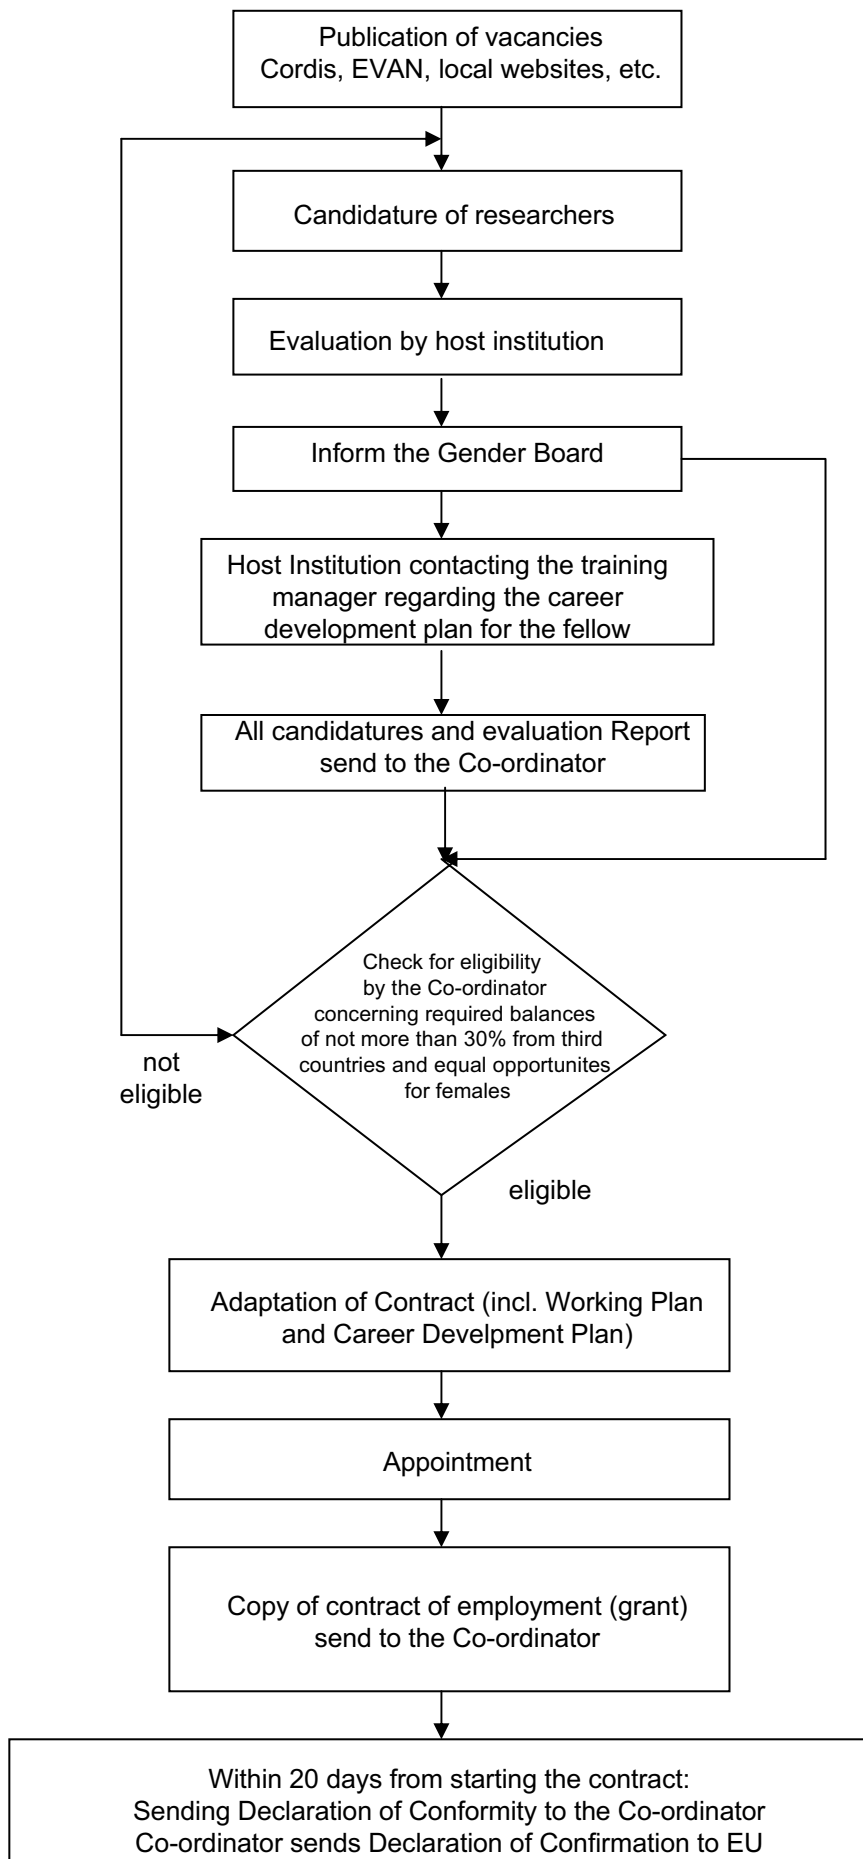 Publication of vacancies
Cordis, EVAN, local websites, etc.
Candidature of researchers
Evaluation by host institution
Inform the Gender Board
Host Institution contacting the training
manager regarding the career
development plan for the fellow
All candidatures and evaluation Report
send to the Co-ordinator
Check for eligibility
by the Co-ordinator
concerning required balances
of not more than 30% from third
countries and equal opportunites
for females
not
eligible
eligible
Adaptation of Contract (incl. Working Plan
and Career Develpment Plan)
Appointment
Copy of contract of employment (grant)
send to the Co-ordinator
Within 20 days from starting the contract:
Sending Declaration of Conformity to the Co-ordinator
Co-ordinator sends Declaration of Confirmation to EU